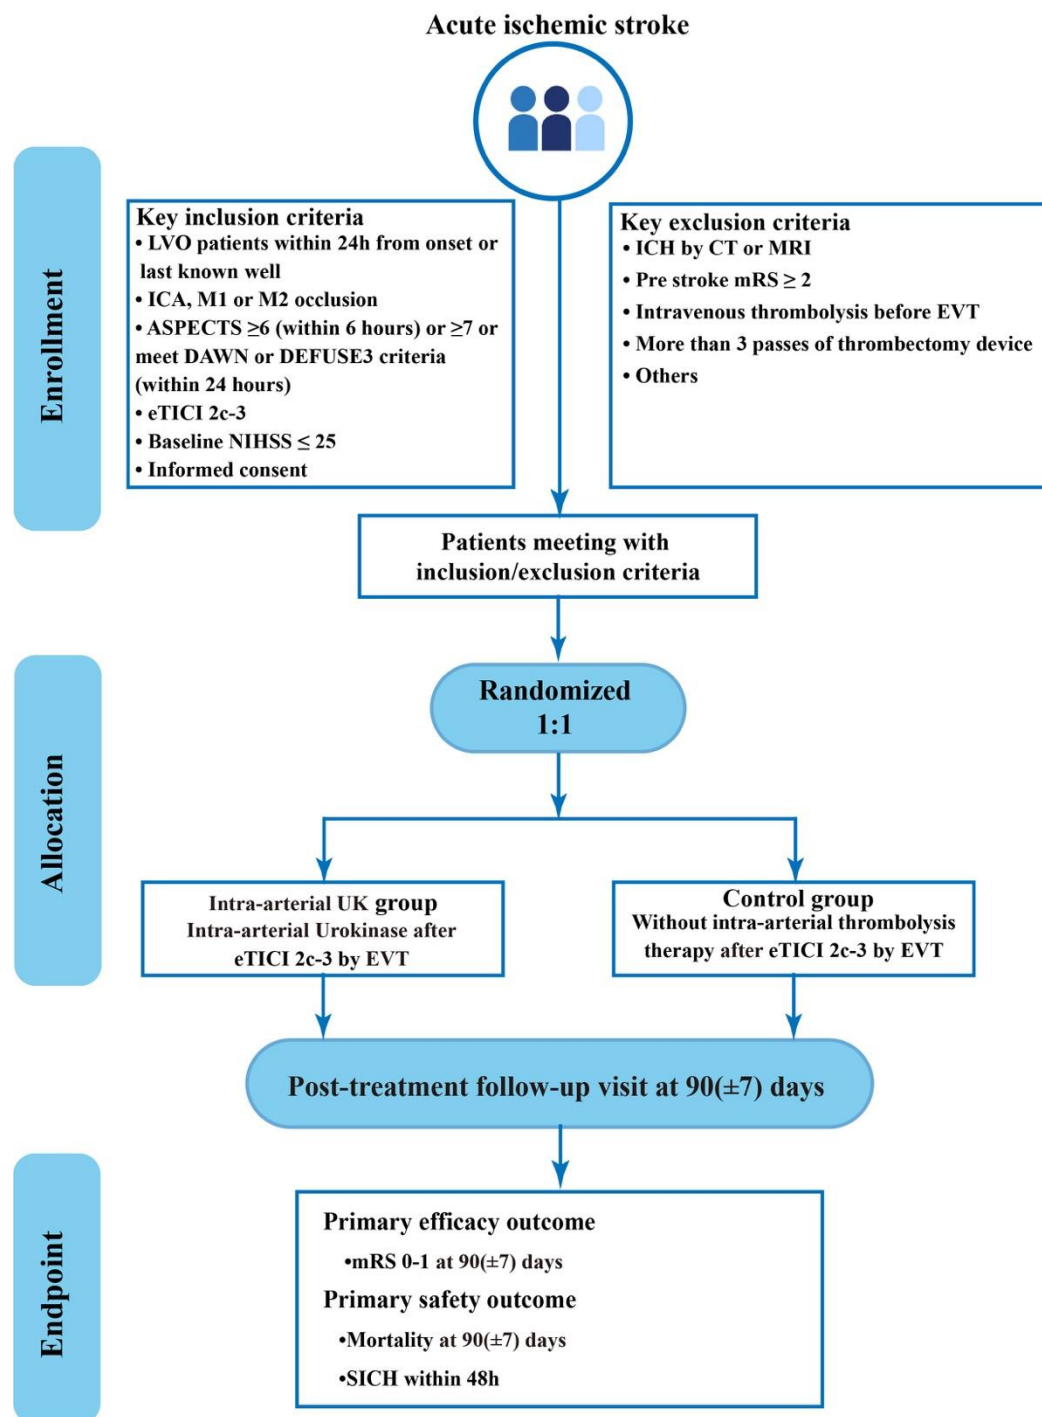 Acute ischemic stroke
Enrollment
Key inclusion criteria
• LVO patients within 24h from onset or
last known well
• ICA, M1 or M2 occlusion
• ASPECTS ≥6 (within 6 hours) or ≥7 or
meet DAWN or DEFUSE3 criteria
(within 24 hours)
• eTICI 2c-3
• Baseline NIHSS ≤ 25
• Informed consent
Key exclusion criteria
• ICH by CT or MRI
• Pre stroke mRS ≥ 2
• Intravenous thrombolysis before EVT
• More than 3 passes of thrombectomy device
• Others
Patients meeting with
inclusion/exclusion criteria
Allocation
Randomized
1:1
Intra-arterial UK group
Intra-arterial Urokinase after
eTICI 2c-3 by EVT
Control group
Without intra-arterial thrombolysis
therapy after eTICI 2c-3 by EVT
Post-treatment follow-up visit at 90(±7) days
Endpoint
Primary efficacy outcome
•mRS 0-1 at 90(±7) days
Primary safety outcome
•Mortality at 90(±7) days
•SICH within 48h